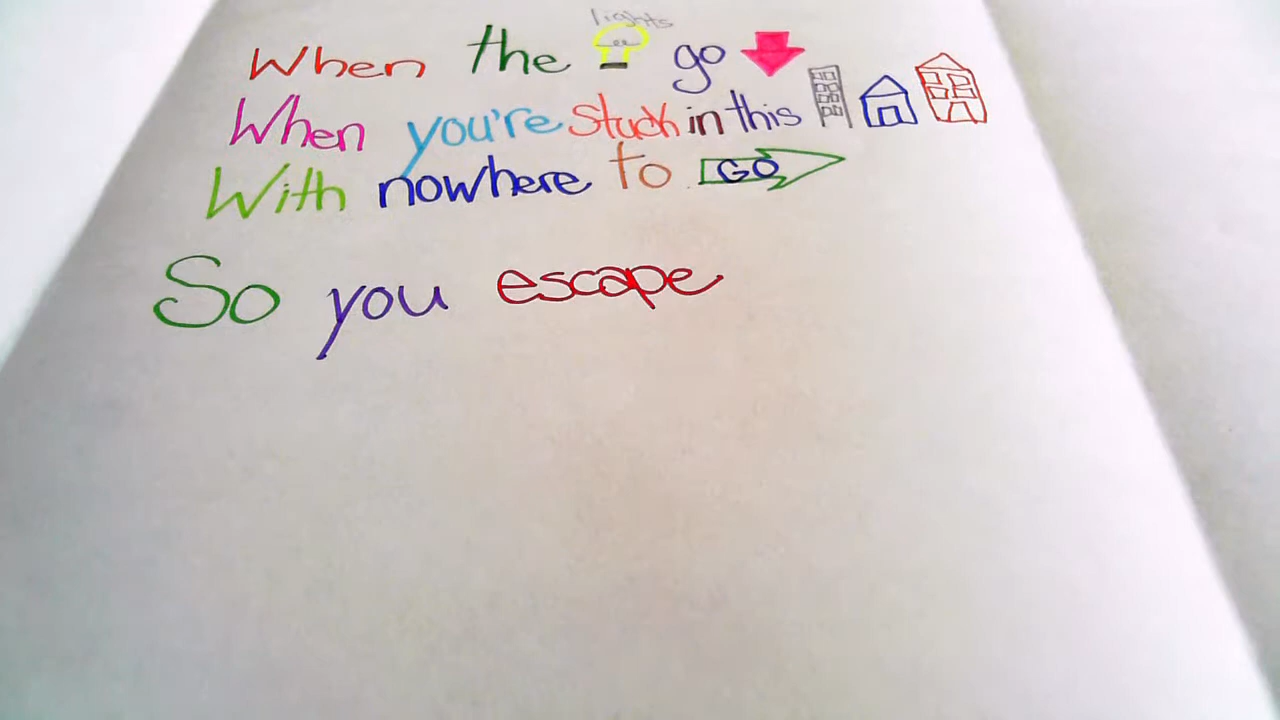 lights
When the go
When you're stuck in this
With nowhere to GO
So you escape